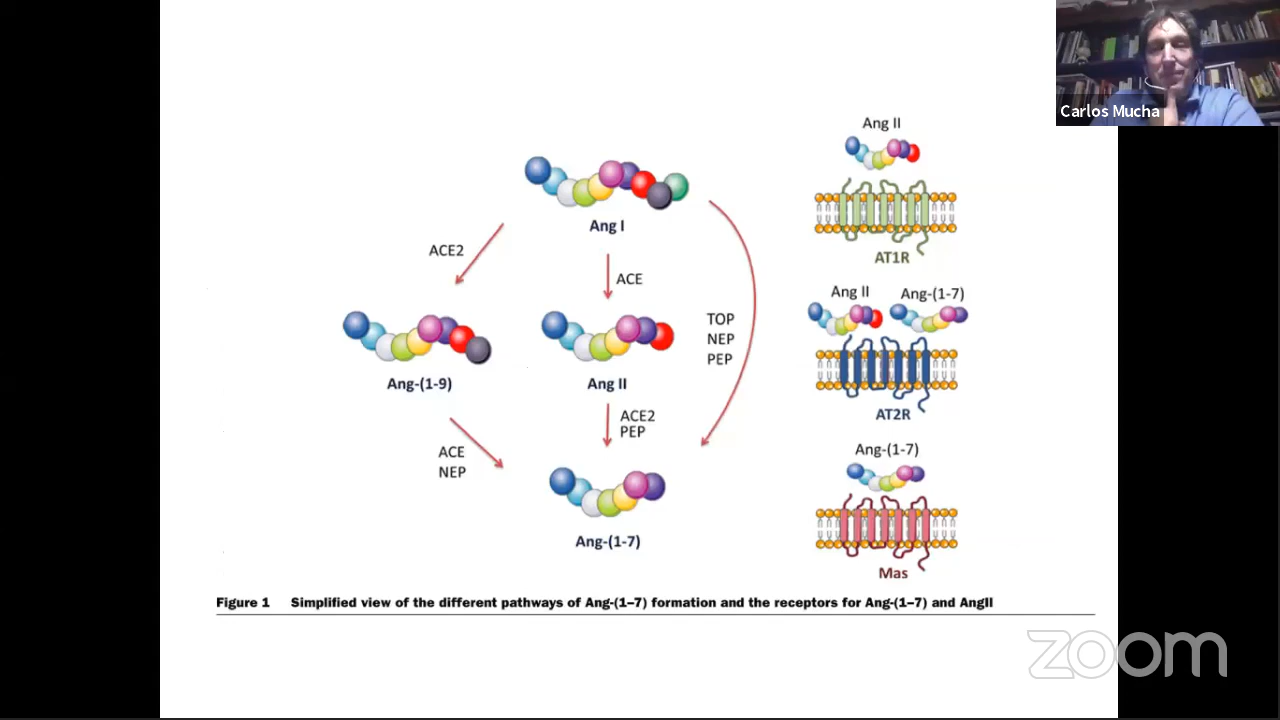 Carlos Mucha
Ang I
ACE2
ACE
TOP
NEP
PEP
Ang-(1-9)
Ang II
ACE
NEP
ACE2
PEP
Ang-(1-7)
Ang II
AT1R
Ang II
Ang-(1-7)
AT2R
Ang-(1-7)
Mas
Figure 1 Simplified view of the different pathways of Ang-(1–7) formation and the receptors for Ang-(1–7) and AngII
zoom